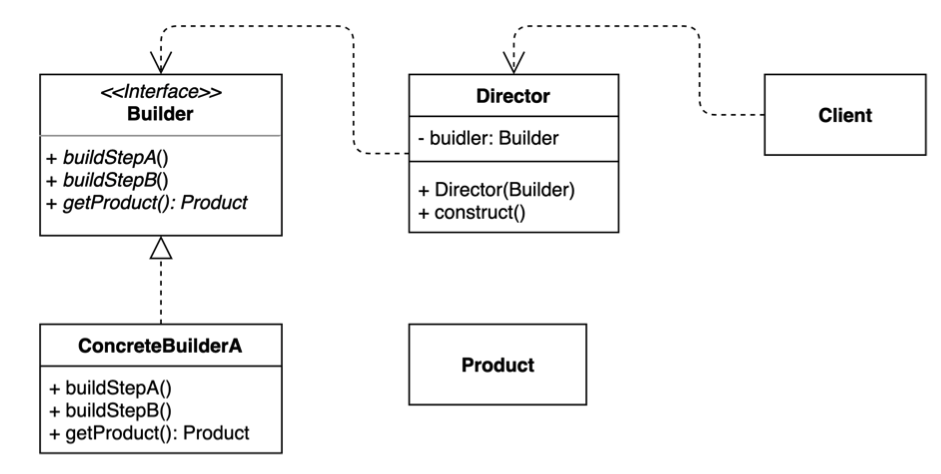 <<Interface>>
Builder
+ buildStepA()
+ buildStepB()
+ getProduct(): Product
Director
- buidler: Builder
+ Director(Builder)
+ construct()
Client
ConcreteBuilderA
+ buildStepA()
+ buildStepB()
+ getProduct(): Product
Product